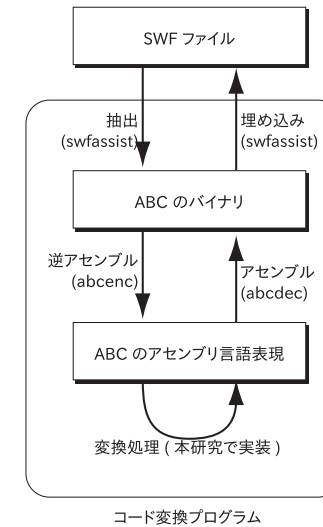 SWF ファイル
抽出
(swfassist)
埋め込み
(swfassist)
ABC のバイナリ
逆アセンブル
(abcenc)
アセンブル
(abcdec)
ABC のアセンブリ言語表現
変換処理 ( 本研究で実装 )
コード変換プログラム